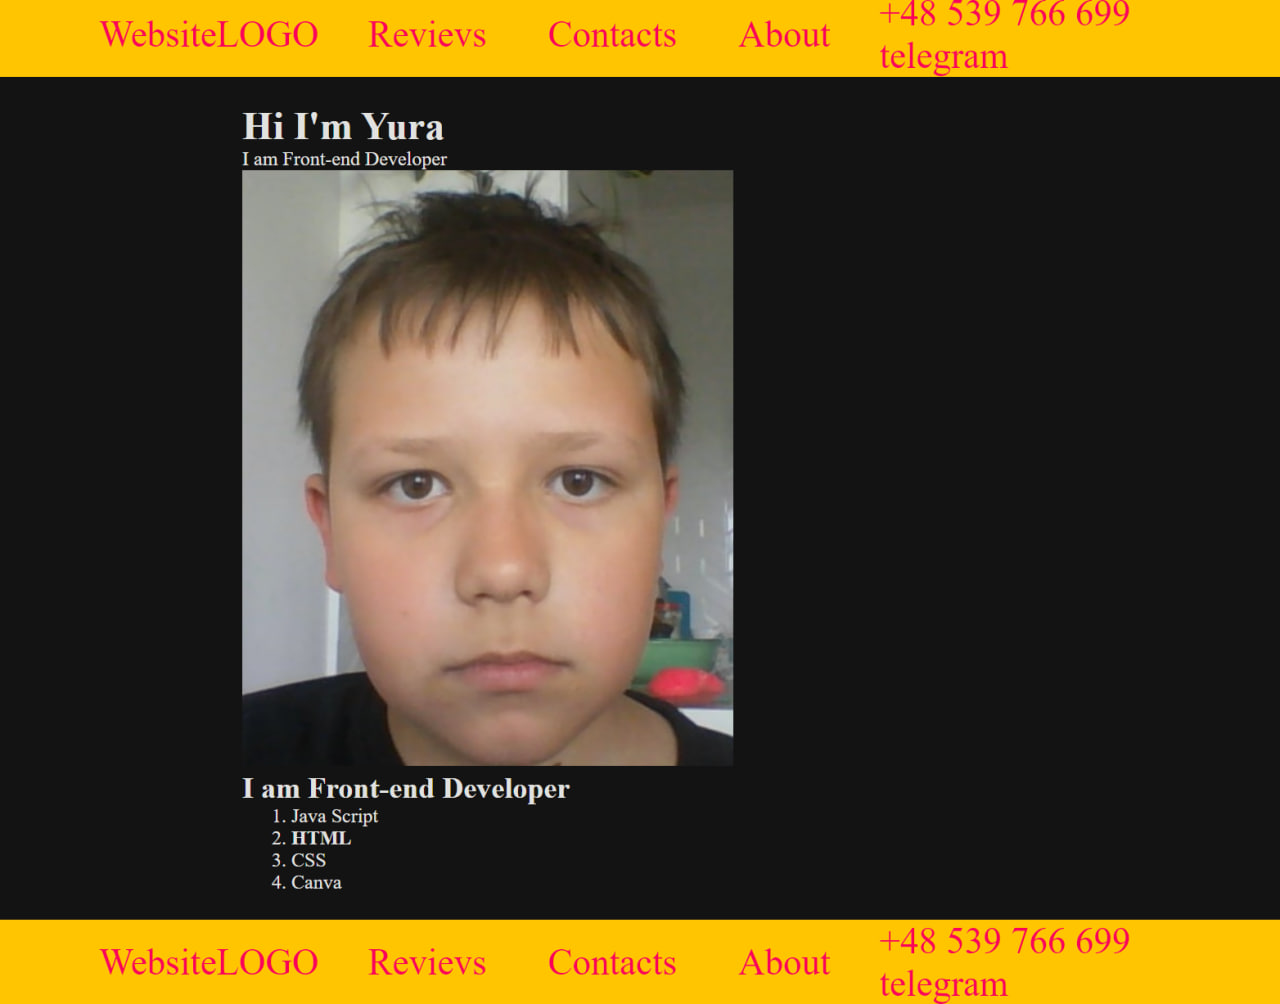 WebsiteLOGO Revievs Contacts About +48 539 766 699
telegram
Hi I'm Yura
I am Front-end Developer
I am Front-end Developer
1. Java Script
2. HTML
3. CSS
4. Canva
WebsiteLOGO Revievs Contacts About +48 539 766 699
telegram